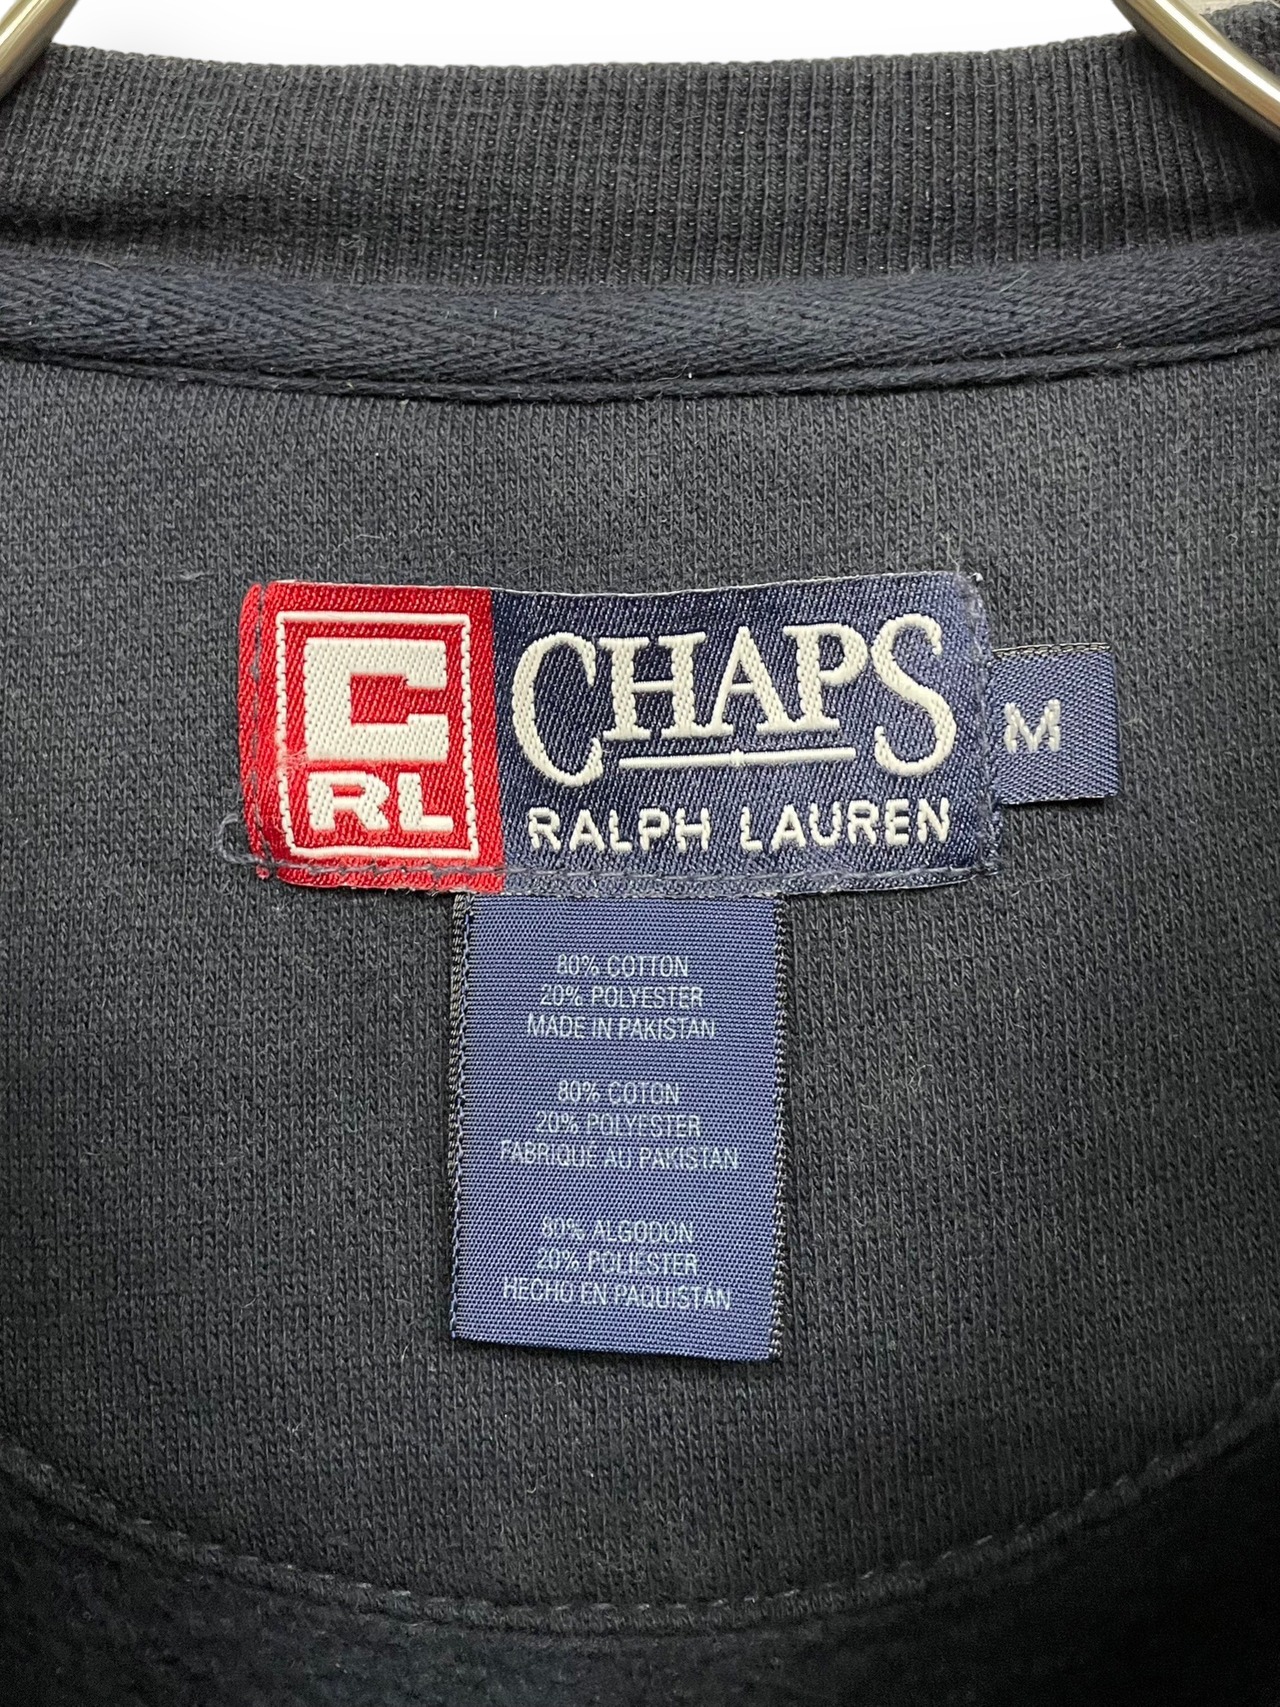 C
RL
CHAPS
RALPH LAUREN
M
80% COTTON
20% POLYESTER
MADE IN PAKISTAN
80% COTON
20% POLYESTER
FABRIQUÉ AU PAKISTAN
80% ALGODON
20% POLIESTER
HECHO EN PAQUISTAN